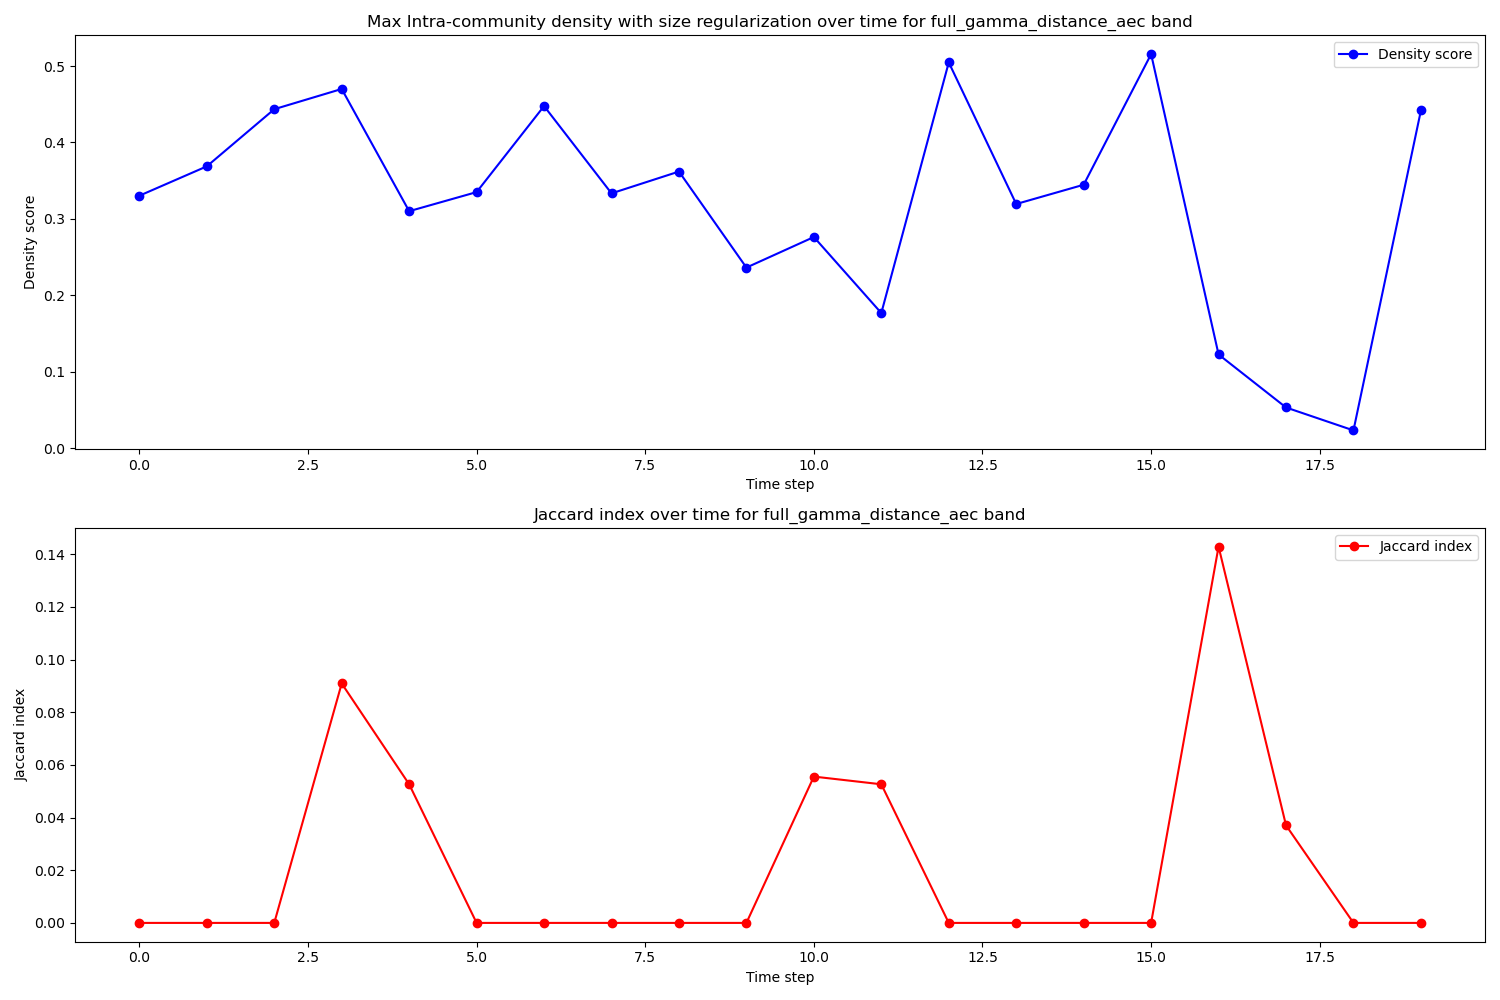 Max Intra-community density with size regularization over time for full_gamma_distance_aec band
Density score
0.5
0.4
0.3
0.2
0.1
0.0
Density score
0.0 2.5 5.0 7.5 10.0 12.5 15.0 17.5
Time step
Jaccard index over time for full_gamma_distance_aec band
Jaccard index
0.14
0.12
0.10
0.08
0.06
0.04
0.02
0.00
Jaccard index
0.0 2.5 5.0 7.5 10.0 12.5 15.0 17.5
Time step